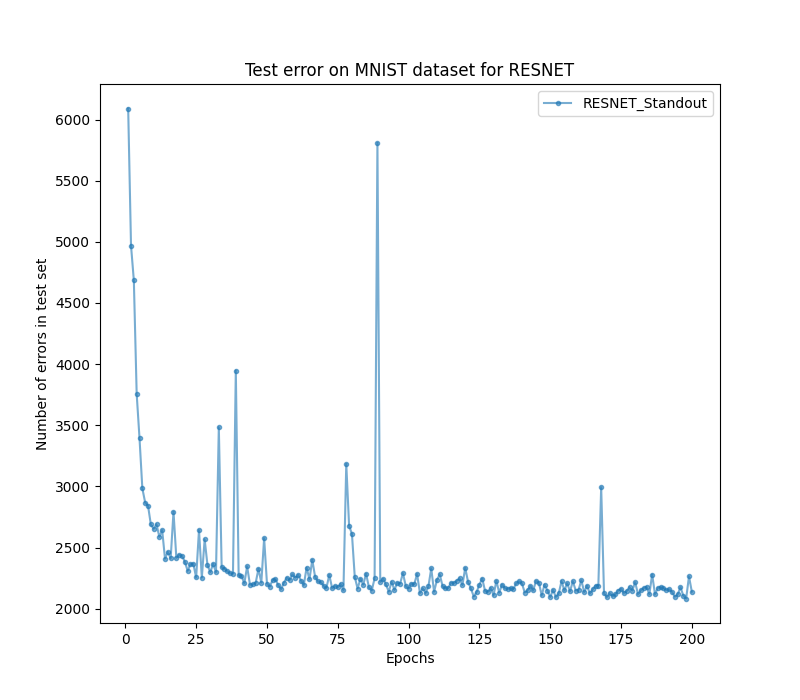 Test error on MNIST dataset for RESNET
RESNET_Standout
6000
5500
5000
4500
4000
3500
3000
2500
2000
Number of errors in test set
0 25 50 75 100 125 150 175 200
Epochs